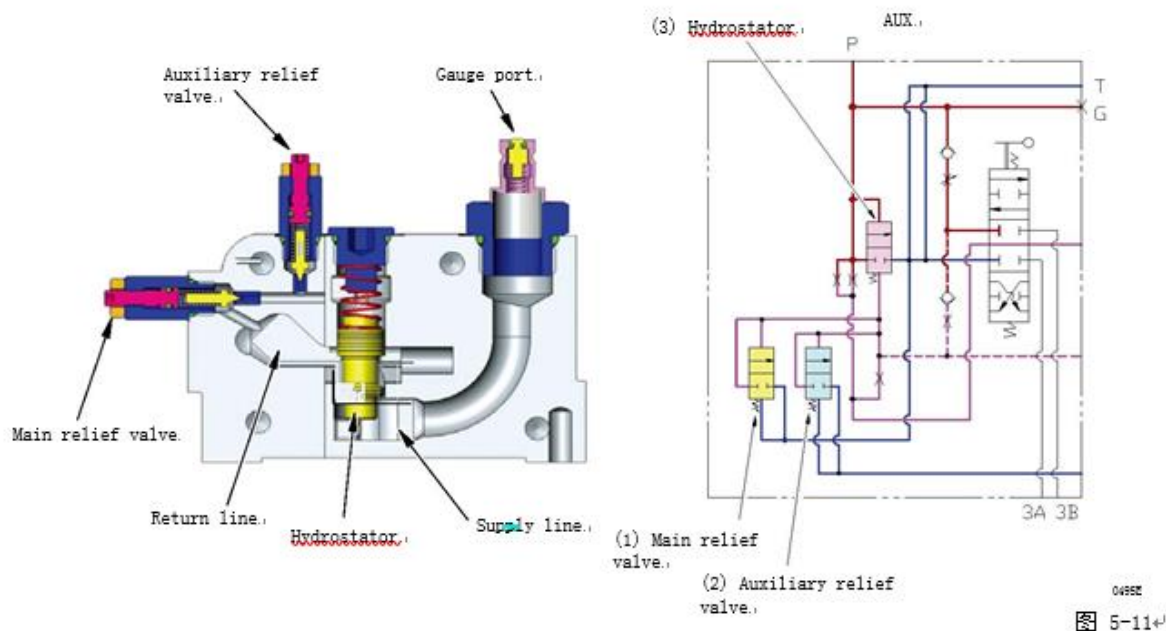 Auxiliary relief
valve.
Gauge port.
Main relief valve.
Return line.
Hydrostator.
Supply line.
(3) Hydrostator.
AUX.
P
T
G
3A 3B
(1) Main relief
valve.
(2) Auxiliary relief
valve.
0495E
图 5-11↵